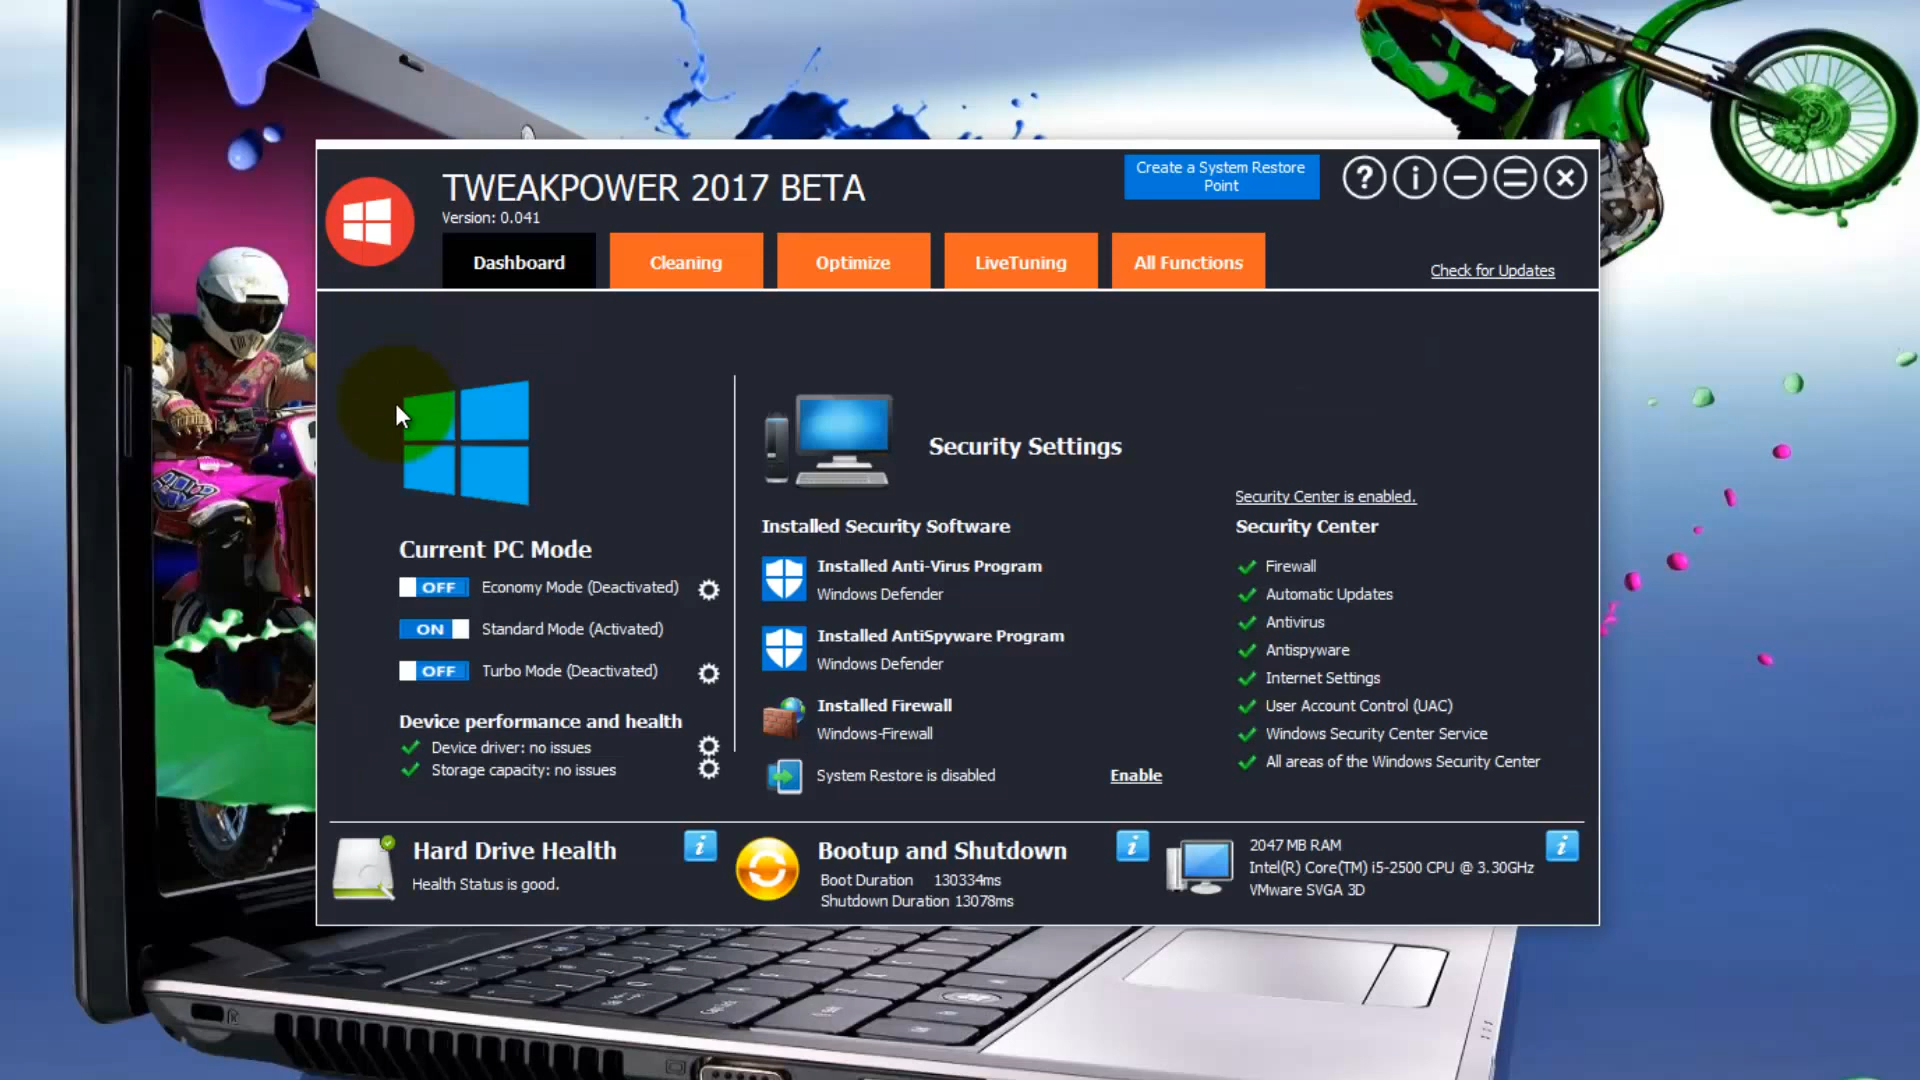 TWEAKPOWER 2017 BETA
Version: 0.041
Create a System Restore
Point
Dashboard
Cleaning
Optimize
LiveTuning
All Functions
Check for Updates
Current PC Mode
OFF Economy Mode (Deactivated)
ON Standard Mode (Activated)
OFF Turbo Mode (Deactivated)
Device performance and health
Device driver: no issues
Storage capacity: no issues
Security Settings
Installed Security Software
Installed Anti-Virus Program
Windows Defender
Installed AntiSpyware Program
Windows Defender
Installed Firewall
Windows-Firewall
System Restore is disabled
Enable
Security Center is enabled.
Security Center
Firewall
Automatic Updates
Antivirus
Antispyware
Internet Settings
User Account Control (UAC)
Windows Security Center Service
All areas of the Windows Security Center
Hard Drive Health
Health Status is good.
Bootup and Shutdown
Boot Duration 130334ms
Shutdown Duration 13078ms
2047 MB RAM
Intel(R) Core(TM) i5-2500 CPU @ 3.30GHz
VMware SVGA 3D